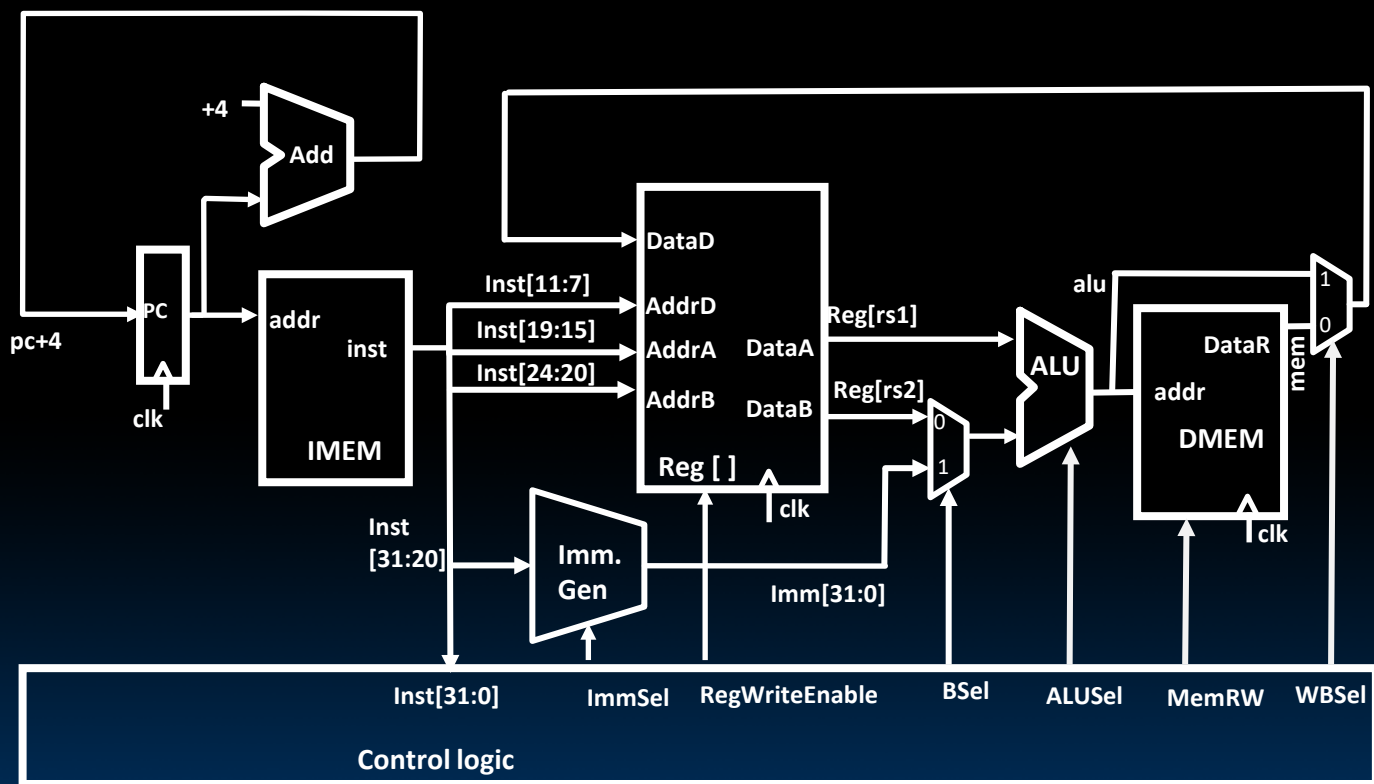 +4
Add
DataD
Inst[11:7]
alu
1
PC
addr
AddrD
Reg[rs1]
0
pc+4
inst
Inst[19:15]
AddrA
DataA
ALU
DataR
mem
Inst[24:20]
AddrB
Reg[rs2]
addr
clk
DataB
0
IMEM
DMEM
Reg [ ]
1
clk
clk
Inst
[31:20]
Imm.
Gen
Imm[31:0]
Inst[31:0]
ImmSel
RegWriteEnable
BSel
ALUSel
MemRW
WBSel
Control logic